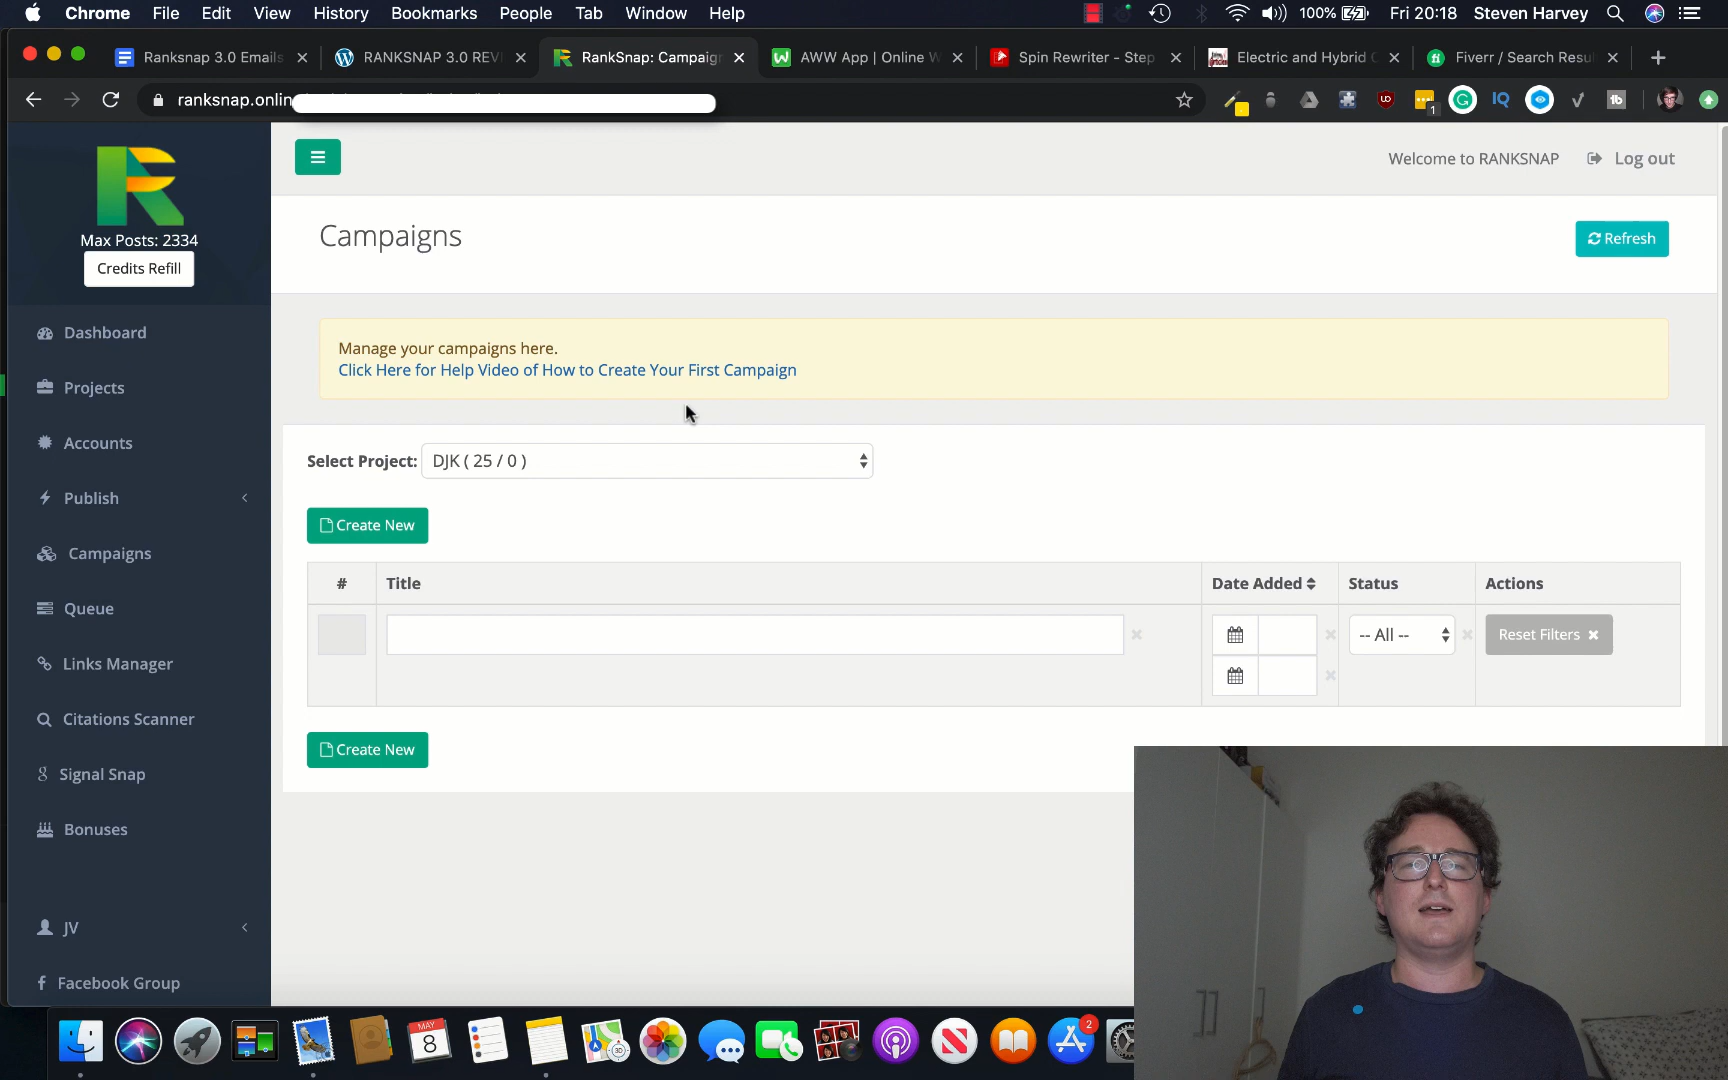 Chrome File Edit View History Bookmarks People Tab Window Help
100% Fri 20:18 Steven Harvey
Ranksnap 3.0 Emails
RANKSNAP 3.0 REV
RankSnap: Campaign
AWW App | Online W
Spin Rewriter - Step
Electric and Hybrid C
Fiverr / Search Resu
ranksnap.onlin
Max Posts: 2334
Credits Refill
Dashboard
Projects
Accounts
Publish
Campaigns
Queue
Links Manager
Citations Scanner
Signal Snap
Bonuses
JV
Facebook Group
Welcome to RANKSNAP Log out
Campaigns
Refresh
Manage your campaigns here.
Click Here for Help Video of How to Create Your First Campaign
Select Project: DJK ( 25 / 0 )
Create New
# Title Date Added Status Actions
-- All -- Reset Filters
Create New
MAY
8
2